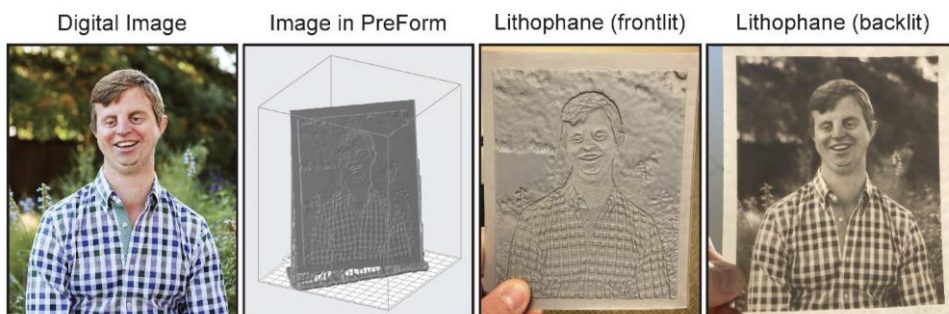 Digital Image
Image in PreForm
Lithophane (frontlit)
Lithophane (backlit)